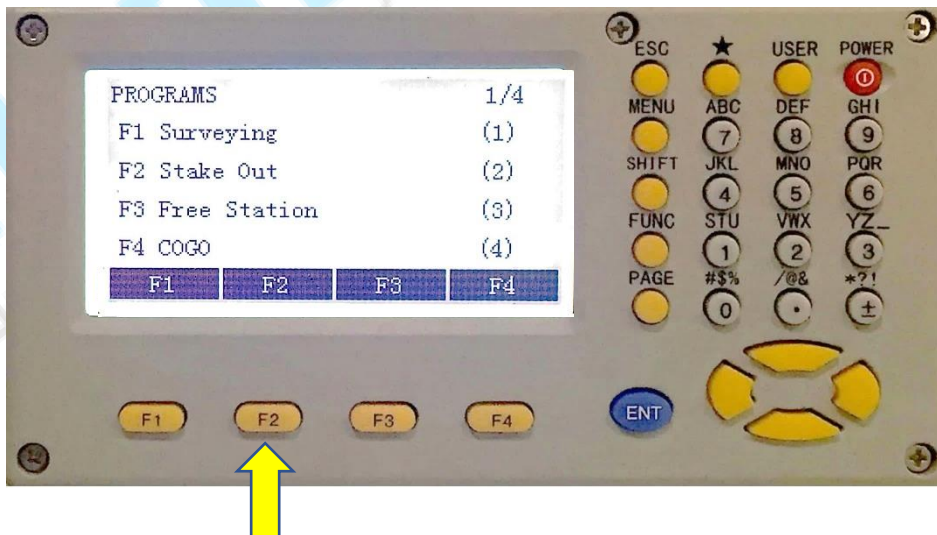 PROGRAMS 1/4
F1 Surveying (1)
F2 Stake Out (2)
F3 Free Station (3)
F4 COGO (4)
F1 F2 F3 F4
F1 F2 F3 F4
ESC ★ USER POWER
MENU ABC DEF GHI
7 8 9
SHIFT JKL MNO PQR
4 5 6
FUNC STU VWX YZ_
1 2 3
PAGE #$% /@& *?!
0 . ±
ENT